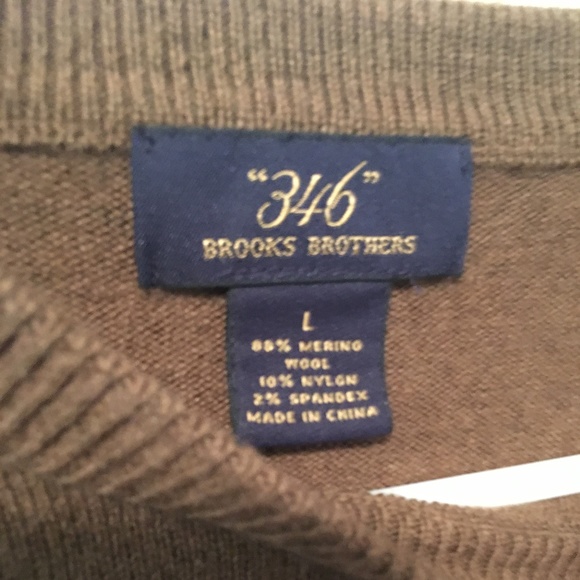 "346"
BROOKS BROTHERS
L
88% MERINO
WOOL
10% NYLON
2% SPANDEX
MADE IN CHINA